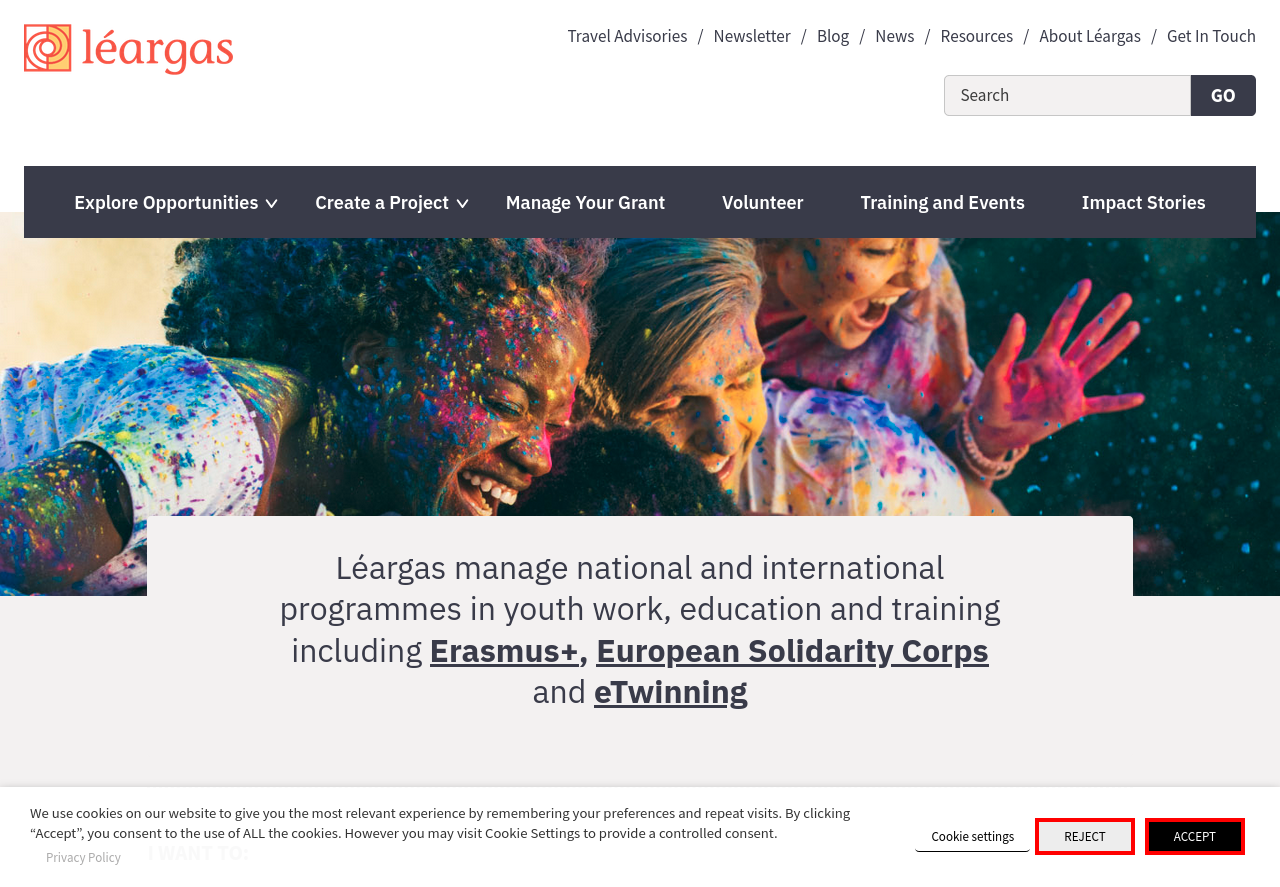 léargas
Travel Advisories / Newsletter / Blog / News / Resources / About Léargas / Get In Touch
Search GO
Explore Opportunities Create a Project Manage Your Grant Volunteer Training and Events Impact Stories
Léargas manage national and international
programmes in youth work, education and training
including Erasmus+, European Solidarity Corps
and eTwinning
We use cookies on our website to give you the most relevant experience by remembering your preferences and repeat visits. By clicking
“Accept”, you consent to the use of ALL the cookies. However you may visit Cookie Settings to provide a controlled consent.
Cookie settings REJECT ACCEPT
Privacy Policy
I WANT TO: